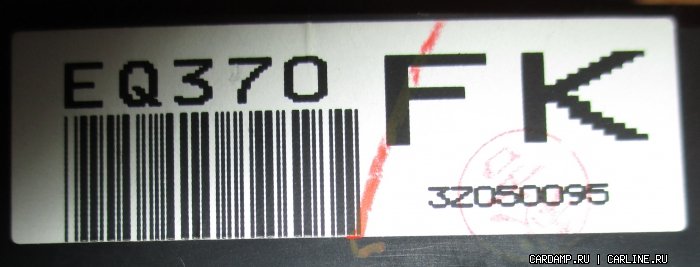 EQ370 FK
3Z050095
CARDAMP.RU | CARLINE.RU